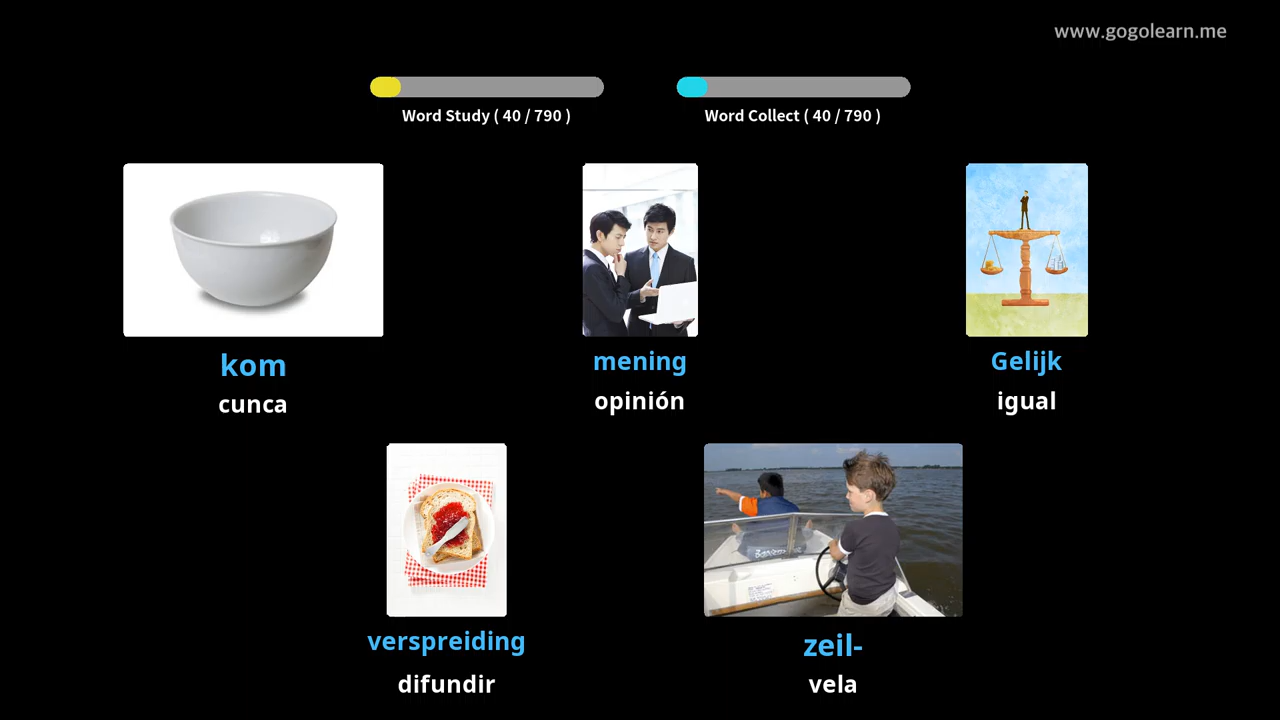 www.gogolearn.me
Word Study ( 40 / 790 )
Word Collect ( 40 / 790 )
kom
cunca
mening
opinión
Gelijk
igual
verspreiding
difundir
zeil-
vela